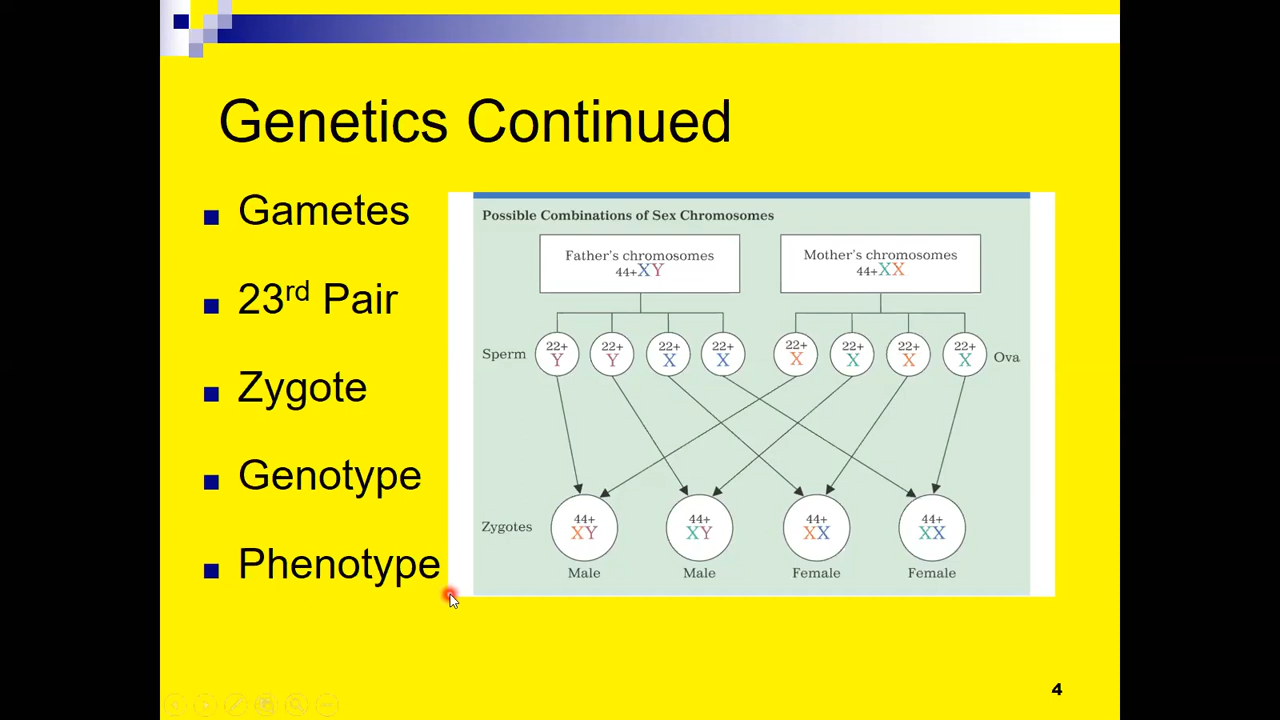 Genetics Continued
Gametes
23rd Pair
Zygote
Genotype
Phenotype
Possible Combinations of Sex Chromosomes
Father's chromosomes
44+XY
Mother's chromosomes
44+XX
Sperm
22+
Y
22+
Y
22+
X
22+
X
22+
X
22+
X
22+
X
22+
X
Ova
Zygotes
44+
XY
44+
XY
44+
XX
44+
XX
Male
Male
Female
Female
4